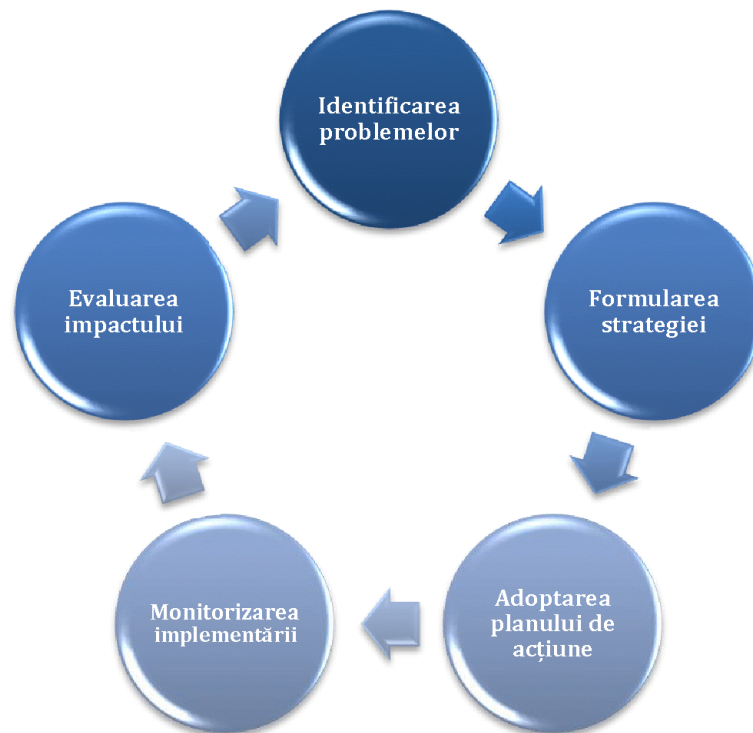 Identificarea
problemelor
Formularea
strategiei
Adoptarea
planului de
acțiune
Monitorizarea
implementării
Evaluarea
impactului